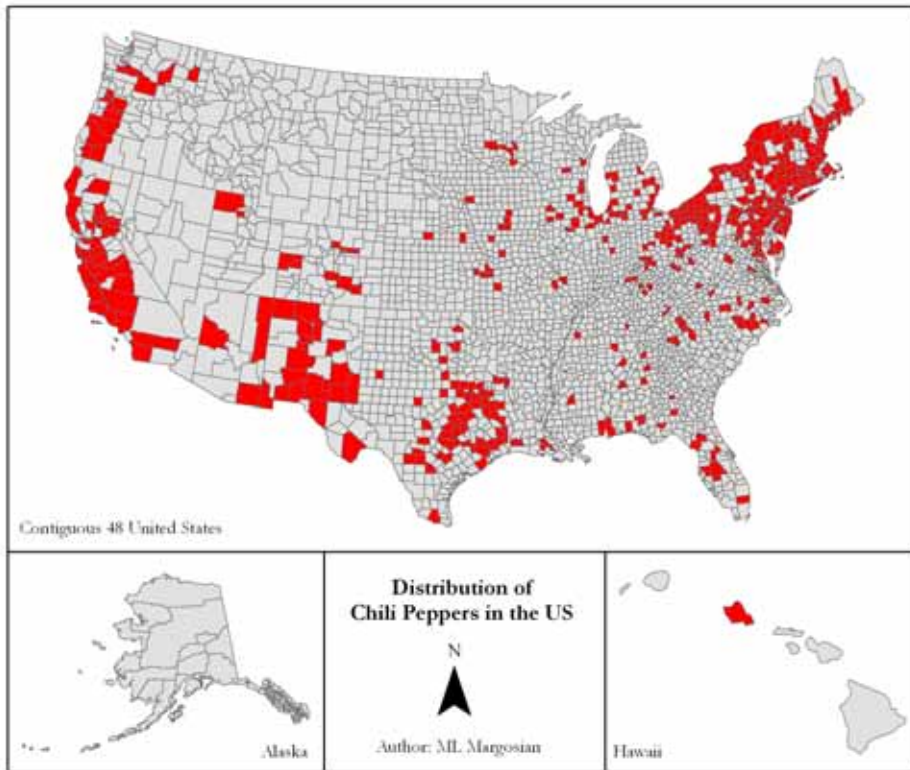 Contiguous 48 United States
Alaska
Distribution of
Chili Peppers in the US
N
Author: ML Margosian
Hawaii